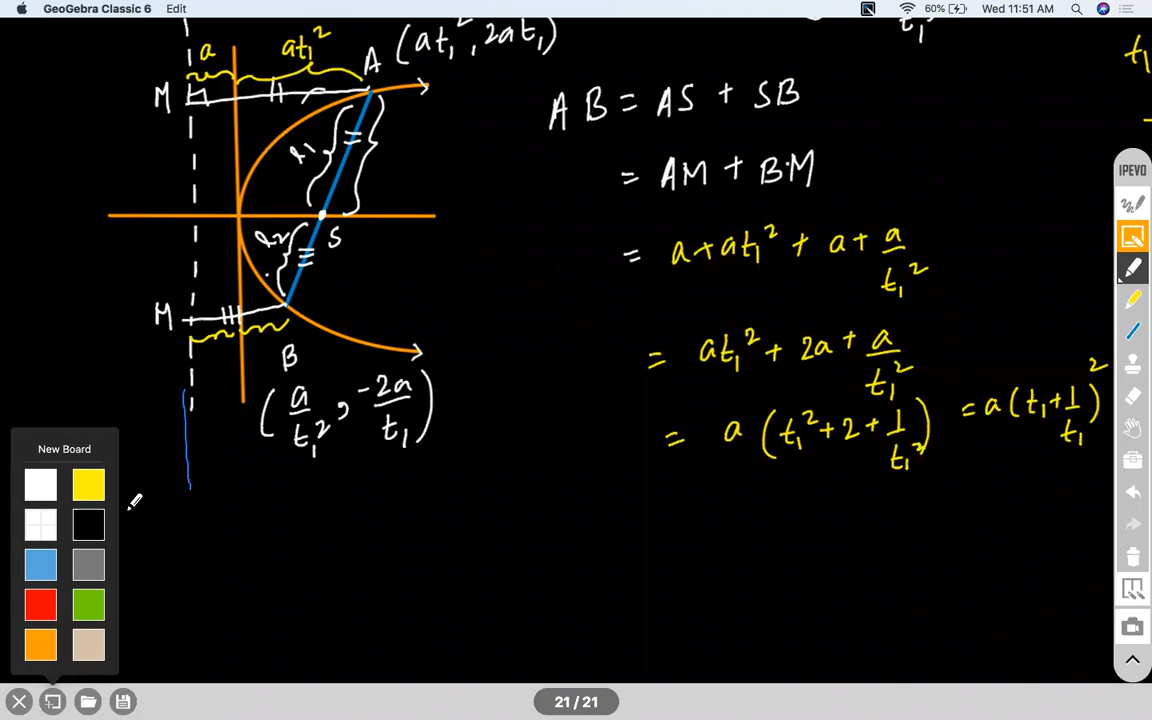 GeoGebra Classic 6 Edit 60% Wed 11:51 AM
a at₁² A (at₁², 2at₁)
t₁
M
AB = AS + SB
= AM + B·M
S
= a + at₁² + a + a/t₁²
M
B
= at₁² + 2a + a/t₁²
(a/t₁², -2a/t₁)
= a (t₁² + 2 + 1/t₁²) = a (t₁ + 1/t₁)²
IPEVO
New Board
21 / 21